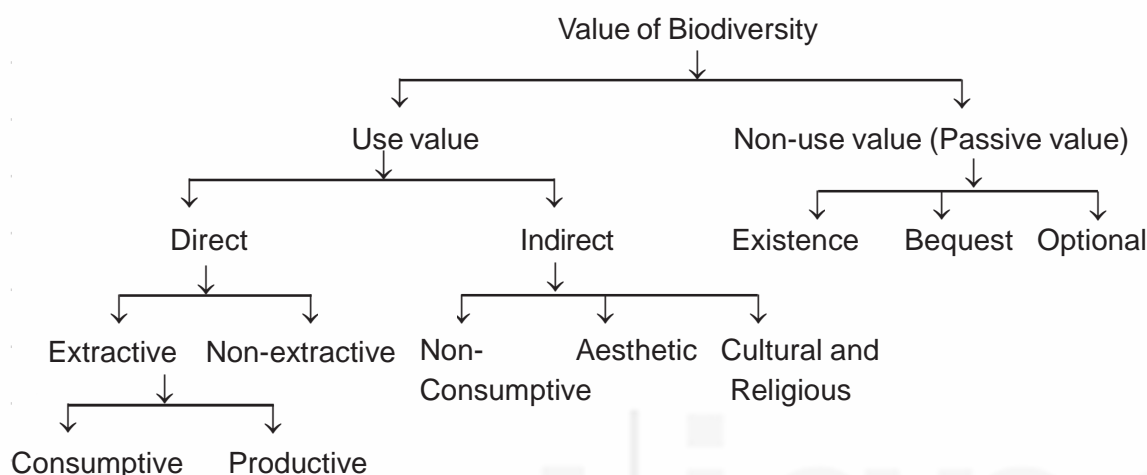 Value of Biodiversity
Use value
Non-use value (Passive value)
Direct
Indirect
Existence
Bequest
Optional
Extractive
Non-extractive
Non-
Consumptive
Aesthetic
Cultural and
Religious
Consumptive
Productive